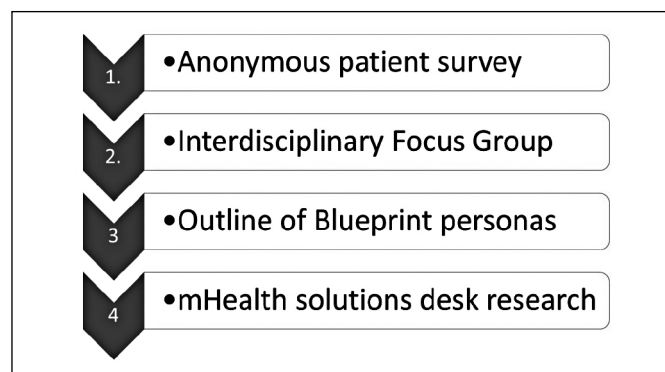 1. •Anonymous patient survey
2. •Interdisciplinary Focus Group
3 •Outline of Blueprint personas
4 •mHealth solutions desk research